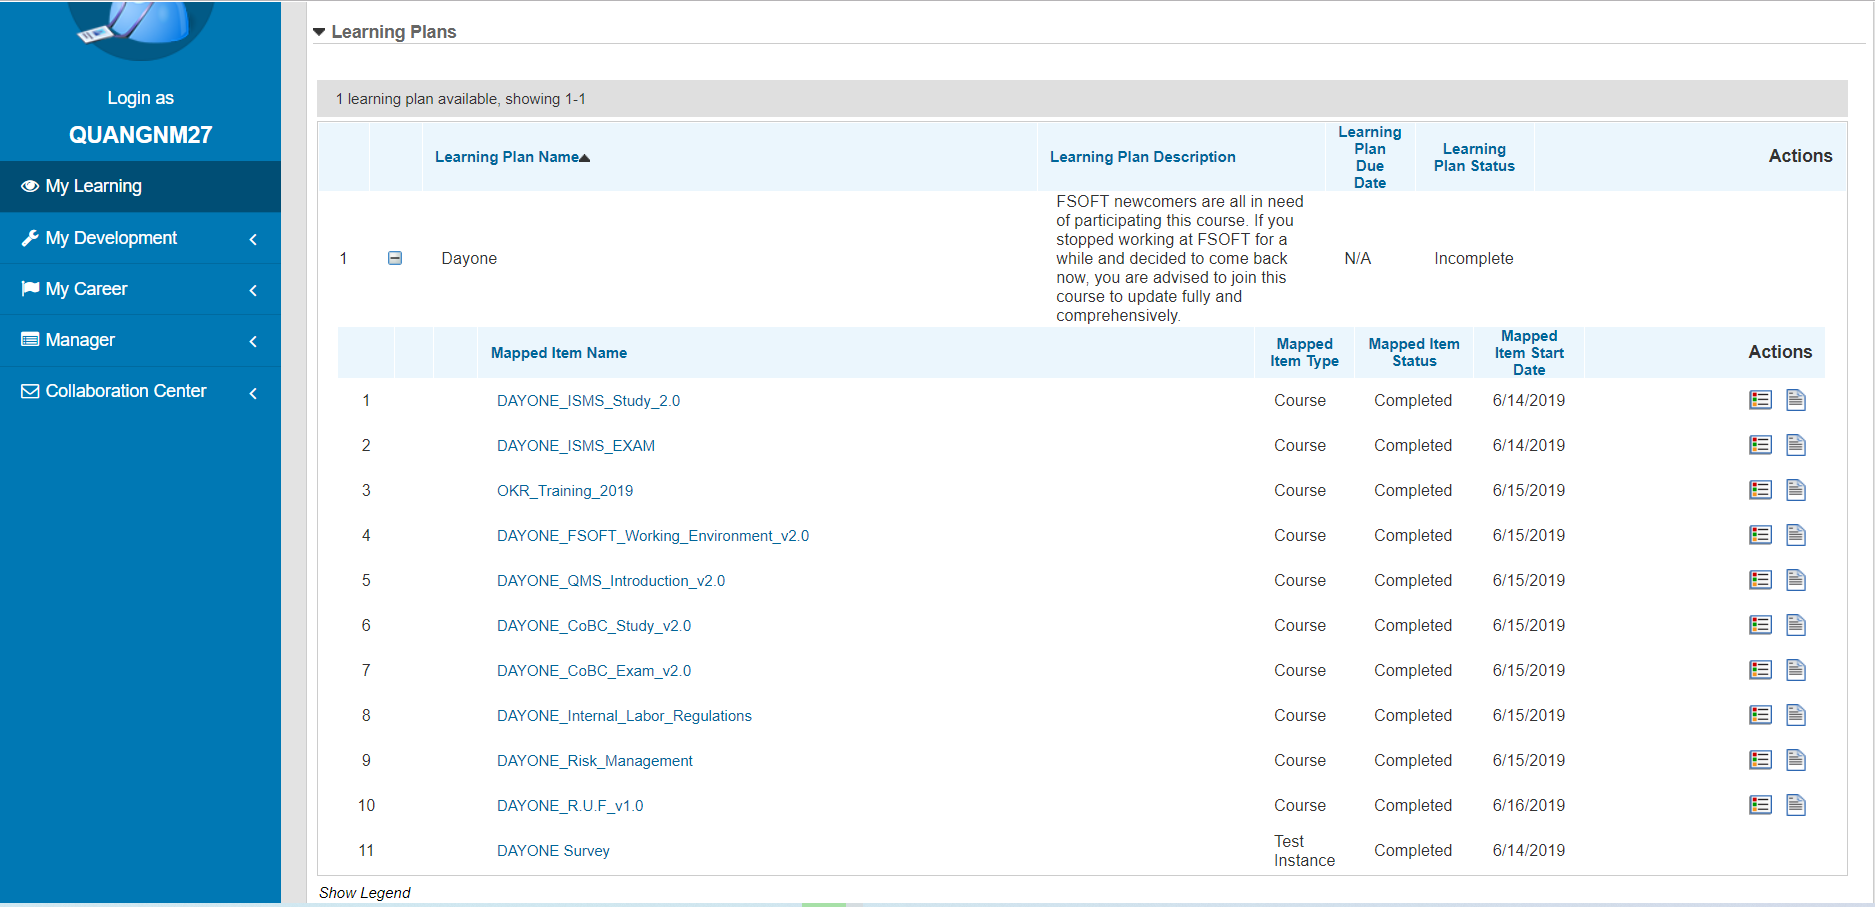 Login as
QUANGNM27
My Learning
My Development
My Career
Manager
Collaboration Center
Learning Plans
1 learning plan available, showing 1-1
Learning Plan Name
Learning Plan Description
Learning
Plan
Due
Date
Learning
Plan Status
Actions
1 Dayone
FSOFT newcomers are all in need
of participating this course. If you
stopped working at FSOFT for a
while and decided to come back
now, you are advised to join this
course to update fully and
comprehensively.
N/A
Incomplete
Mapped Item Name
Mapped
Item Type
Mapped Item
Status
Mapped
Item Start
Date
Actions
1 DAYONE_ISMS_Study_2.0 Course Completed 6/14/2019
2 DAYONE_ISMS_EXAM Course Completed 6/14/2019
3 OKR_Training_2019 Course Completed 6/15/2019
4 DAYONE_FSOFT_Working_Environment_v2.0 Course Completed 6/15/2019
5 DAYONE_QMS_Introduction_v2.0 Course Completed 6/15/2019
6 DAYONE_CoBC_Study_v2.0 Course Completed 6/15/2019
7 DAYONE_CoBC_Exam_v2.0 Course Completed 6/15/2019
8 DAYONE_Internal_Labor_Regulations Course Completed 6/15/2019
9 DAYONE_Risk_Management Course Completed 6/15/2019
10 DAYONE_R.U.F_v1.0 Course Completed 6/16/2019
11 DAYONE Survey Test
Instance Completed 6/14/2019
Show Legend